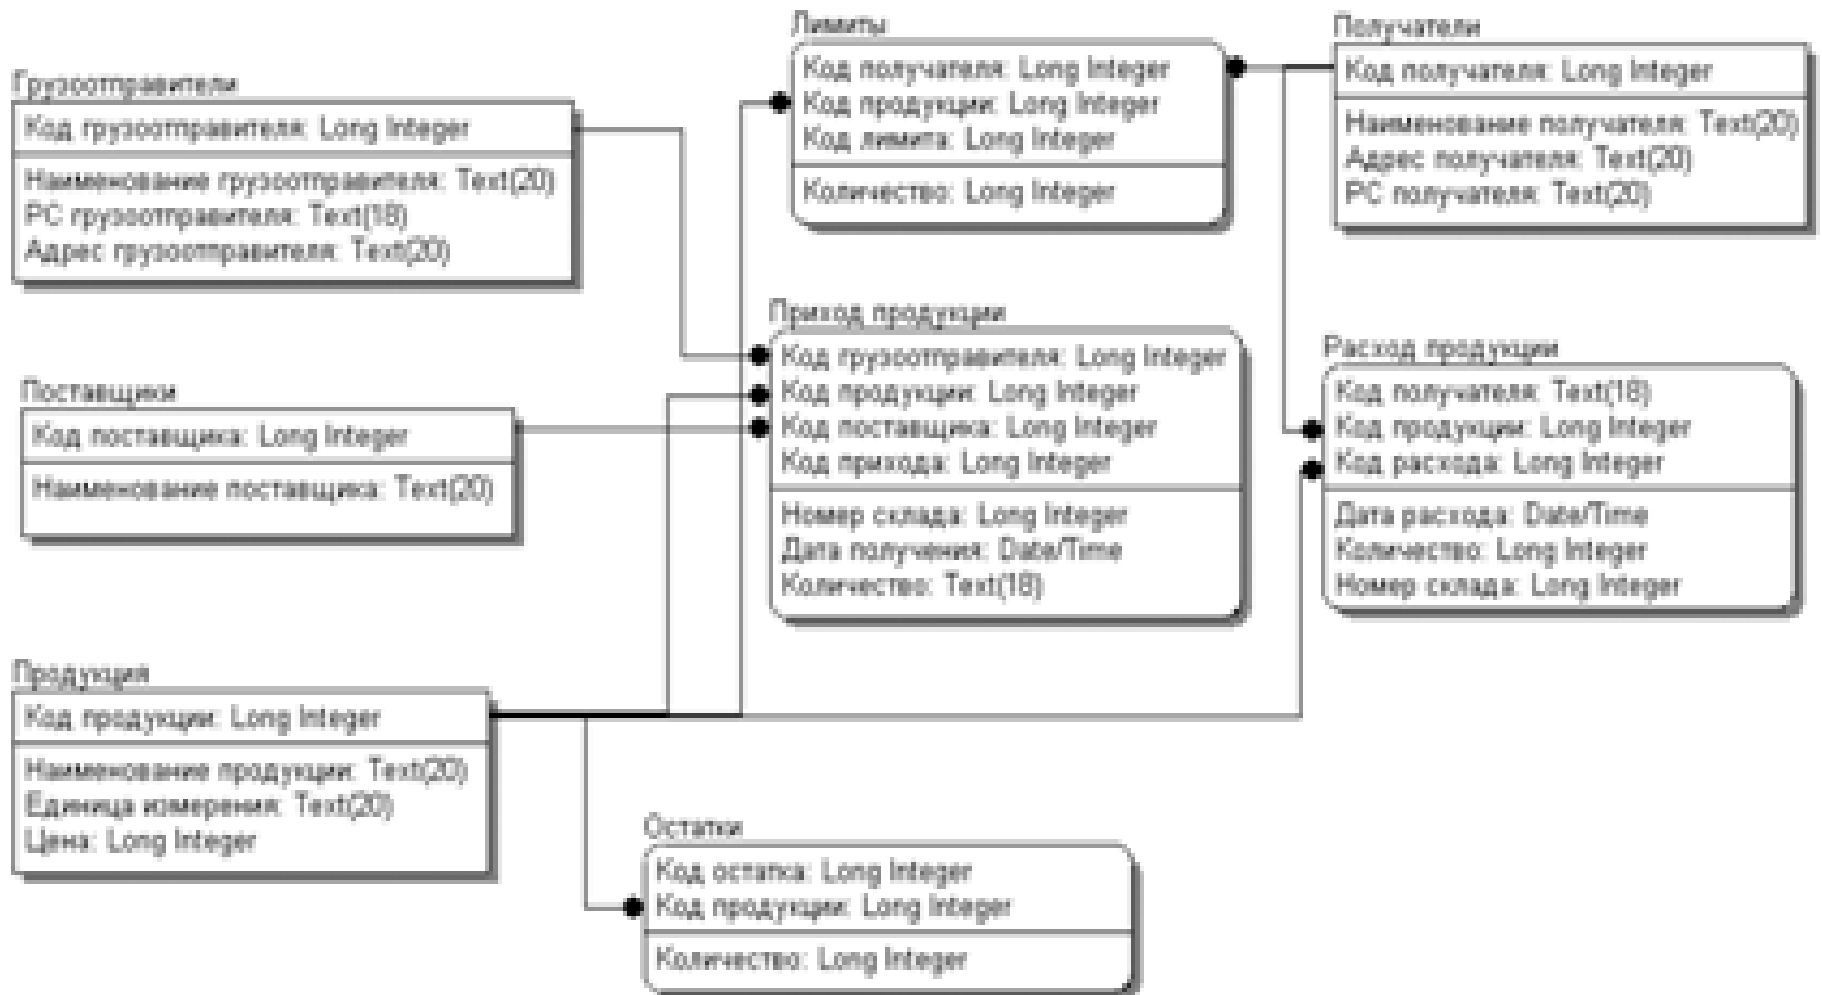 Грузоотправители
Код грузоотправителя: Long Integer
Наименование грузоотправителя: Text(20)
РС грузоотправителя: Text(18)
Адрес грузоотправителя: Text(20)
Поставщики
Код поставщика: Long Integer
Наименование поставщика: Text(20)
Продукция
Код продукции: Long Integer
Наименование продукции: Text(20)
Единица измерения: Text(20)
Цена: Long Integer
Лимиты
Код получателя: Long Integer
Код продукции: Long Integer
Код лимита: Long Integer
Количество: Long Integer
Приход продукции
Код грузоотправителя: Long Integer
Код продукции: Long Integer
Код поставщика: Long Integer
Код прихода: Long Integer
Номер склада: Long Integer
Дата получения: Date/Time
Количество: Text(18)
Остатки
Код остатка: Long Integer
Код продукции: Long Integer
Количество: Long Integer
Получатели
Код получателя: Long Integer
Наименование получателя: Text(20)
Адрес получателя: Text(20)
РС получателя: Text(20)
Расход продукции
Код получателя: Text(18)
Код продукции: Long Integer
Код расхода: Long Integer
Дата расхода: Date/Time
Количество: Long Integer
Номер склада: Long Integer